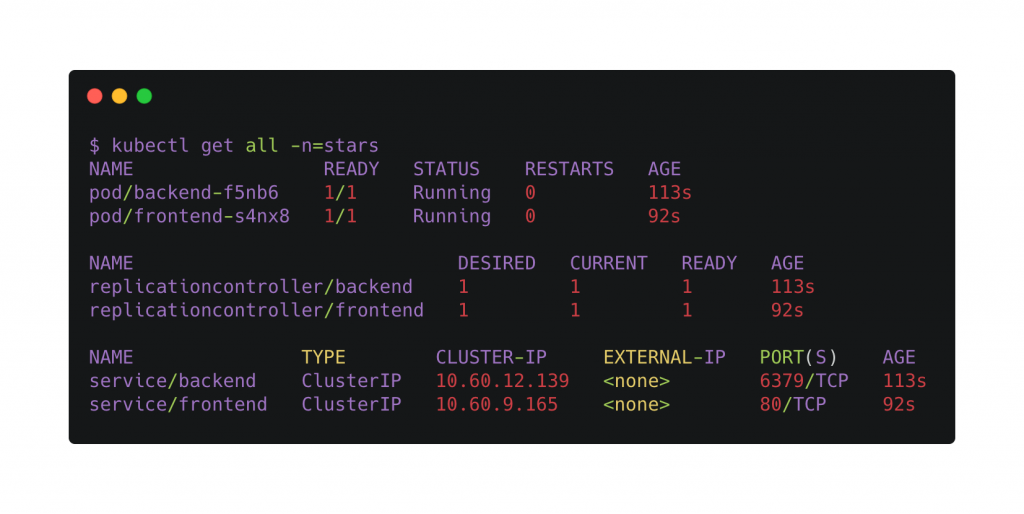 $ kubectl get all -n=stars
NAME                 READY   STATUS    RESTARTS   AGE
pod/backend-f5nb6    1/1     Running   0          113s
pod/frontend-s4nx8   1/1     Running   0          92s

NAME                             DESIRED   CURRENT   READY   AGE
replicationcontroller/backend    1         1         1       113s
replicationcontroller/frontend   1         1         1       92s

NAME               TYPE        CLUSTER-IP     EXTERNAL-IP   PORT(S)    AGE
service/backend    ClusterIP   10.60.12.139   <none>        6379/TCP   113s
service/frontend   ClusterIP   10.60.9.165    <none>        80/TCP     92s